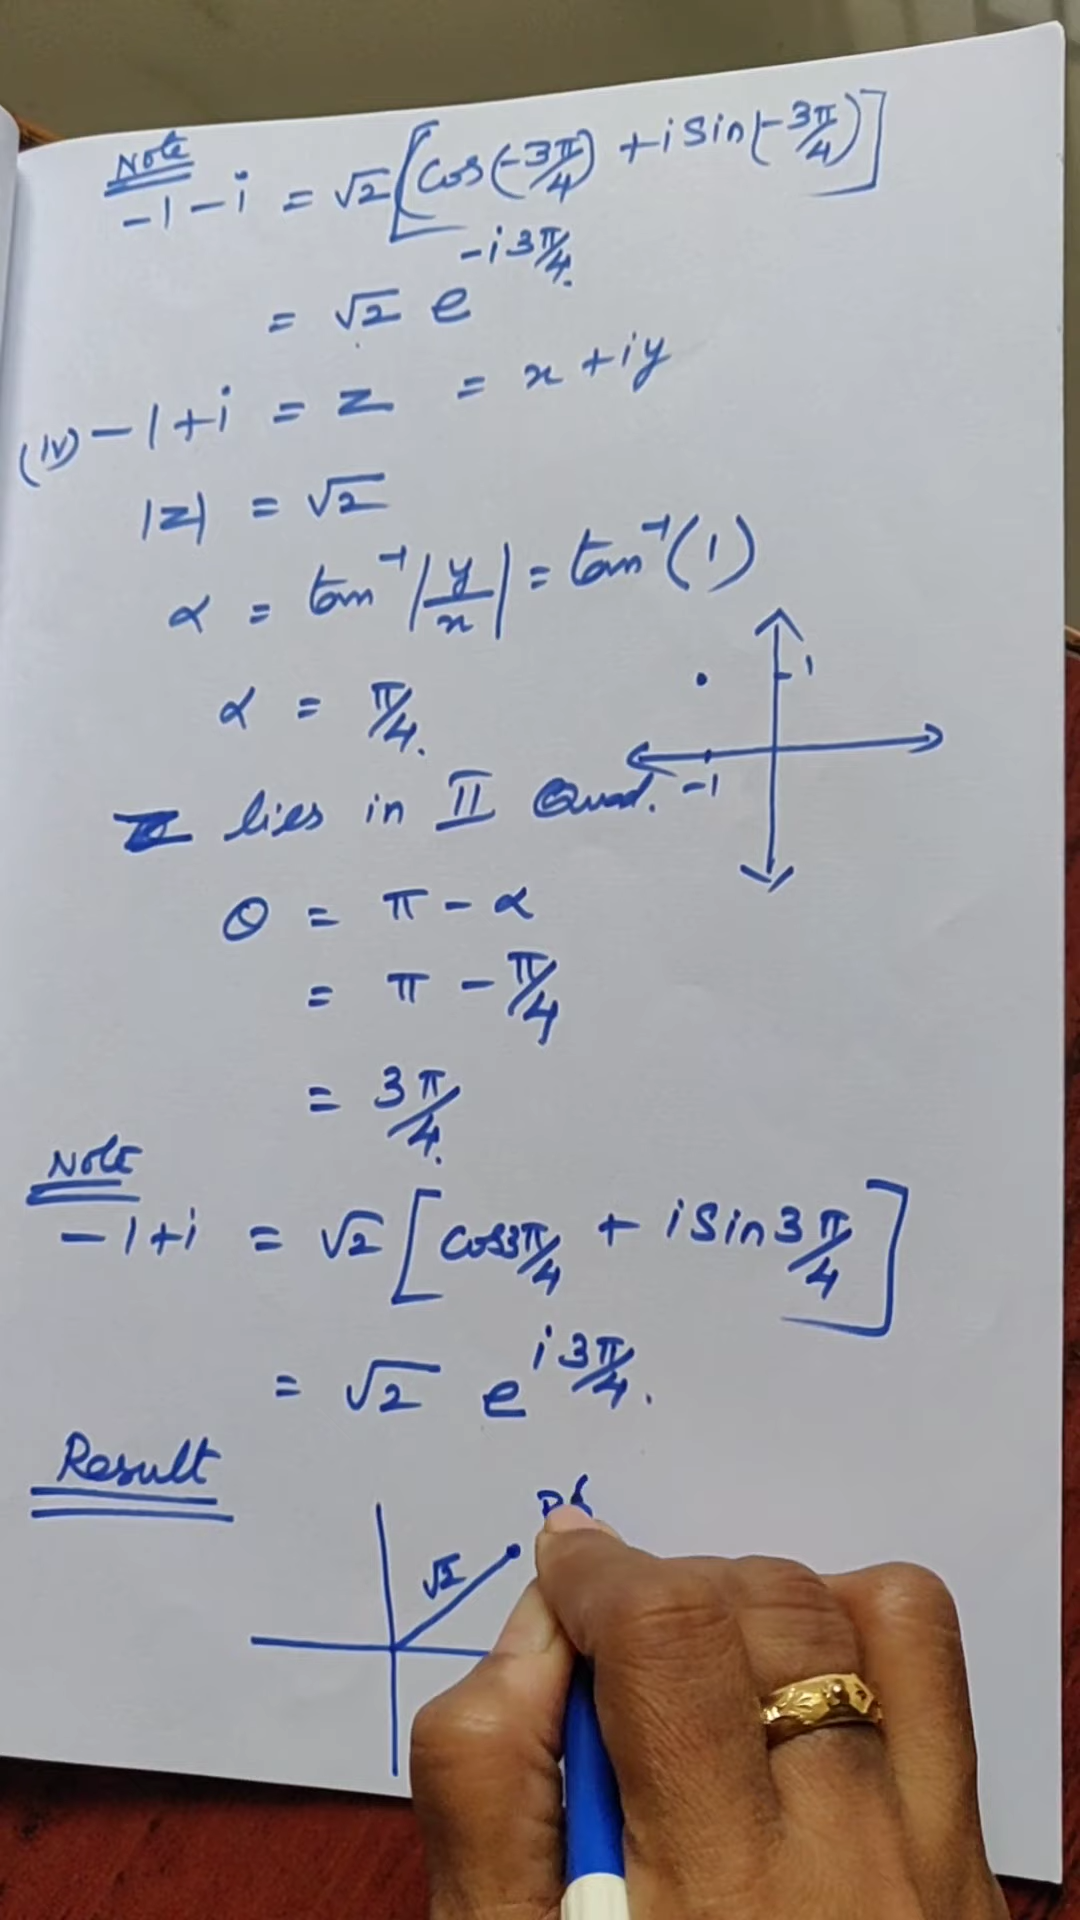 Note
-1-i = √2[cos(-3π/4) + i sin(-3π/4)]
= √2 e^(-i3π/4).
(iv) -1+i = z = x+iy
|z| = √2
α = tan⁻¹|y/x| = tan⁻¹(1)
α = π/4.
1
-1
z lies in II Quad.
θ = π - α
= π - π/4
= 3π/4.
Note
-1+i = √2[cos3π/4 + i sin3π/4]
= √2 e^(i3π/4).
Result
√2